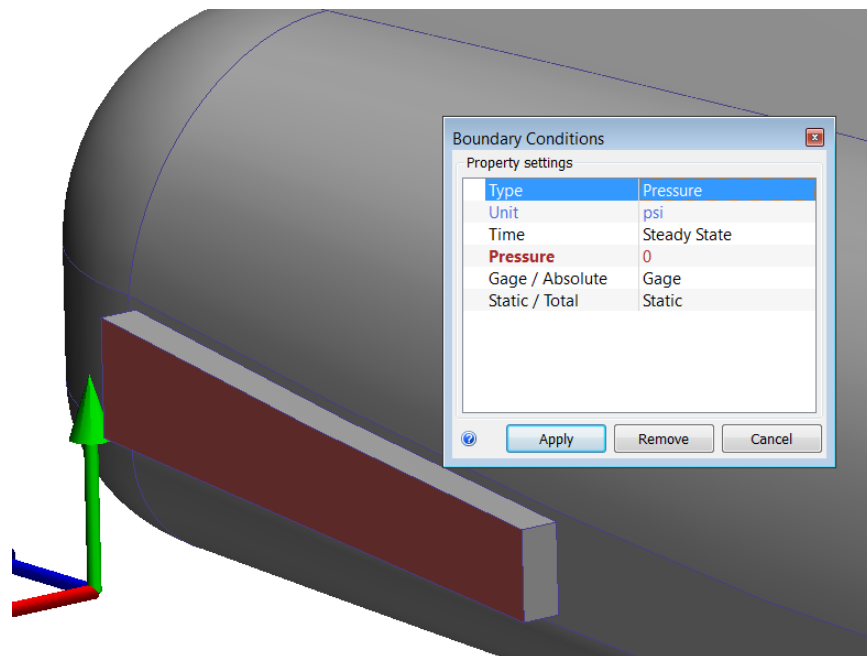 Boundary Conditions
Property settings
Type Pressure
Unit psi
Time Steady State
Pressure 0
Gage / Absolute Gage
Static / Total Static
Apply Remove Cancel